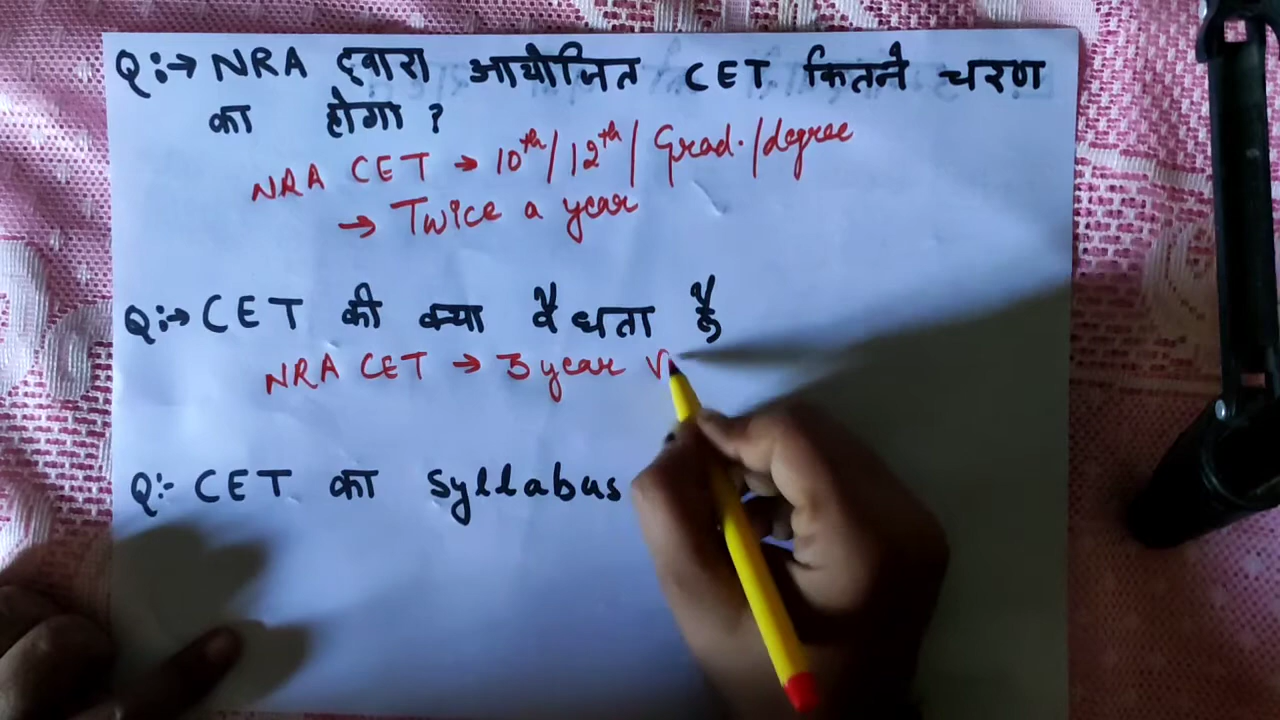 Q:→ NRA द्वारा आयोजित CET कितने चरण
का होगा ?
NRA CET → 10th/12th/Grad./degree
→ Twice a year
Q:→ CET की क्या वैधता है
NRA CET → 3 year V
Q:- CET का syllabus